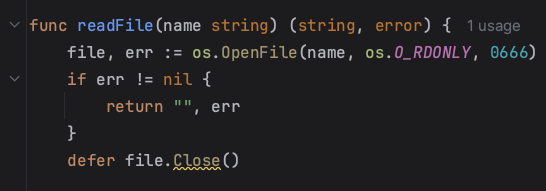 func readFile(name string) (string, error) { 1 usage
    file, err := os.OpenFile(name, os.O_RDONLY, 0666)
    if err != nil {
        return "", err
    }
    defer file.Close()